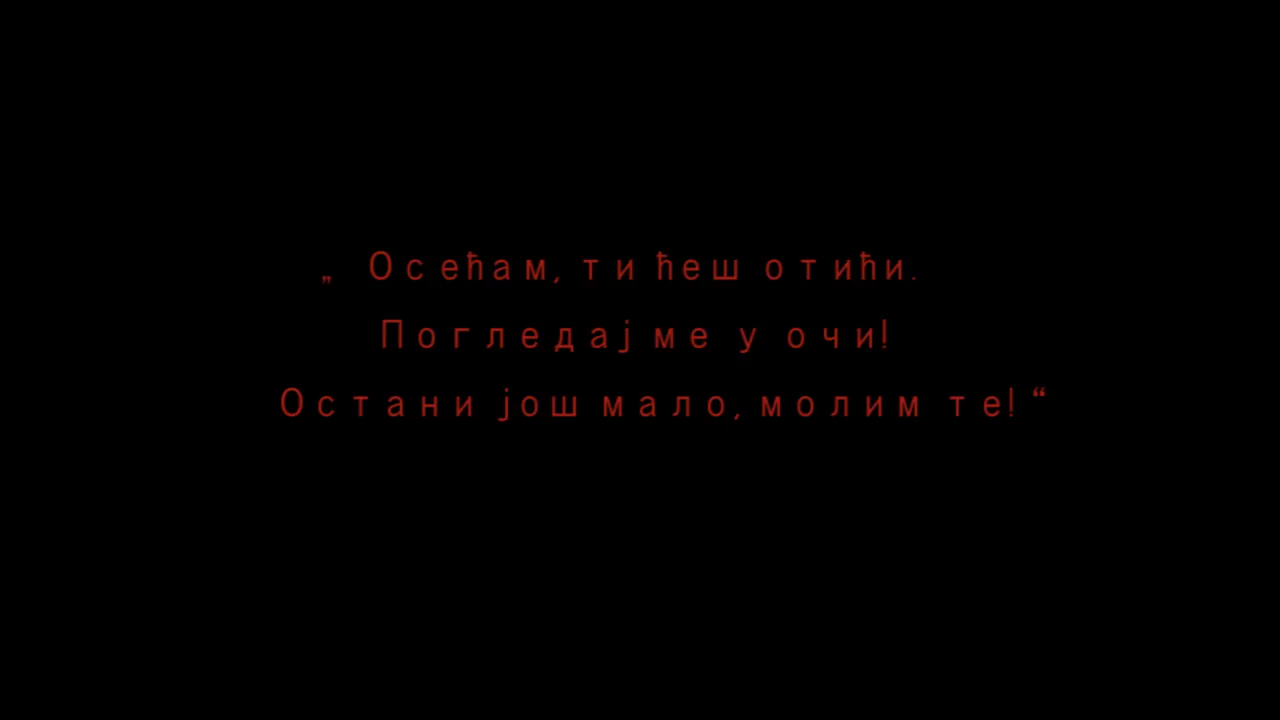 „ Осећам, ти ћеш отићи.
Погледај ме у очи!
Остани још мало, молим те! “